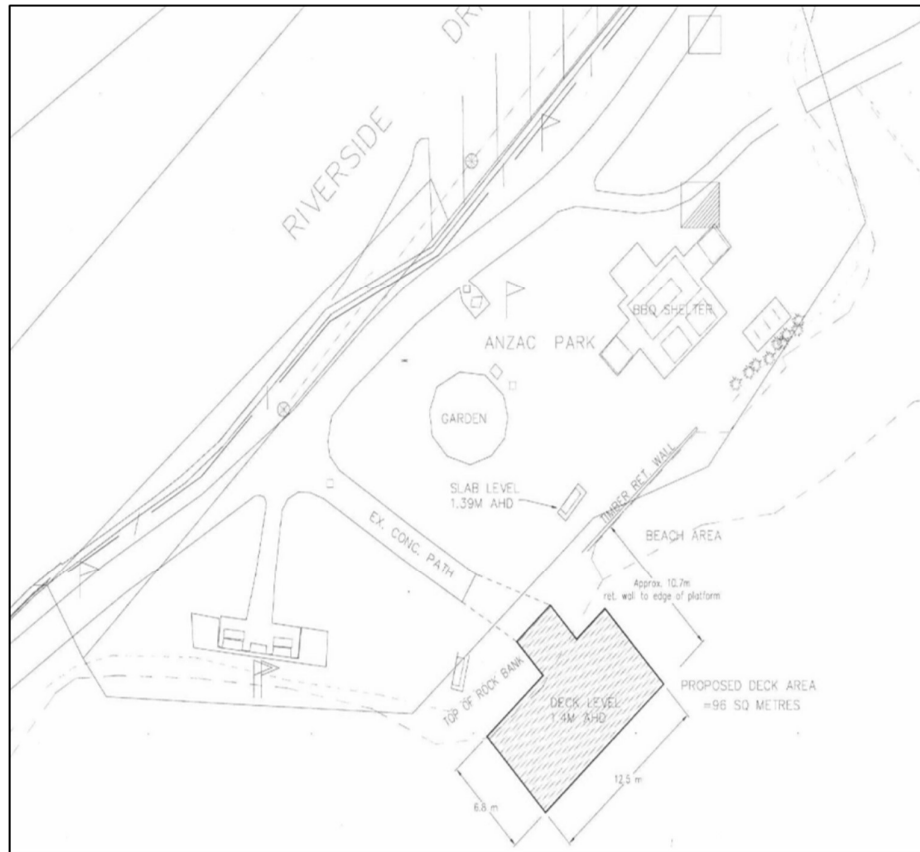 RIVERSIDE DRI
BBQ SHELTER
ANZAC PARK
GARDEN
SLAB LEVEL
1.39M AHD
TIMBER RET. WALL
BEACH AREA
EX. CONC. PATH
Approx. 10.7m
ret. wall to edge of platform
TOP OF ROCK BANK
PROPOSED DECK AREA
=96 SQ METRES
DECK LEVEL
1.4M AHD
12.5 m
6.8 m